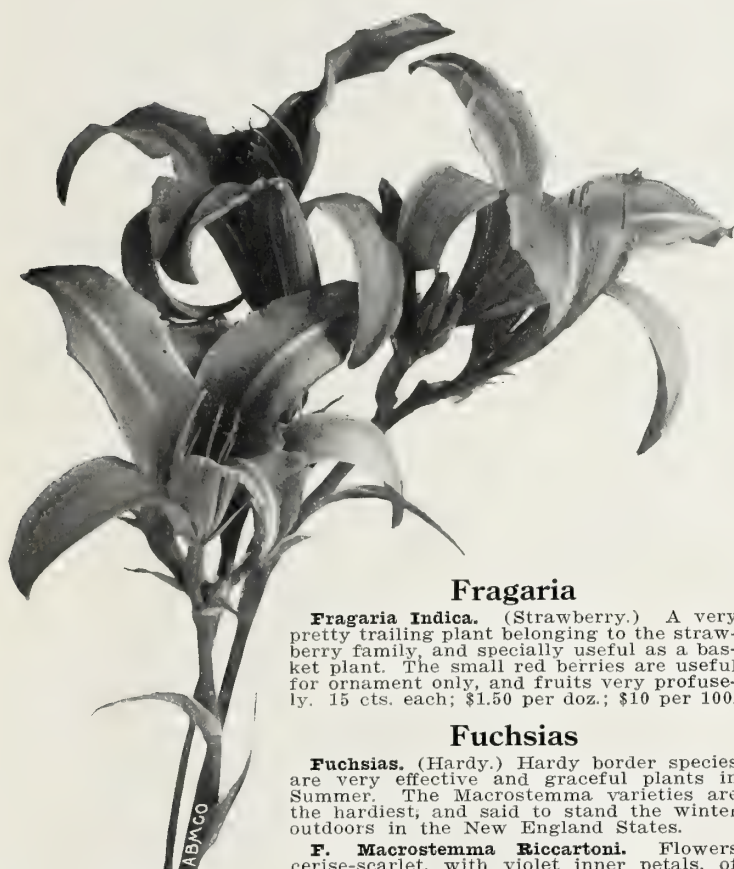 Fragaria
Fragaria Indica. (Strawberry.) A very
pretty trailing plant belonging to the straw-
berry family, and specially useful as a bas-
ket plant. The small red berries are useful
for ornament only, and fruits very profuse-
ly. 15 cts. each; $1.50 per doz.; $10 per 100.
Fuchsias
Fuchsias. (Hardy.) Hardy border species
are very effective and graceful plants in
Summer. The Macrostemma varieties are
the hardiest, and said to stand the winter
outdoors in the New England States.
F. Macrostemma Riccartoni. Flowers
cerise-scarlet, with violet inner petals, of
ABMCO